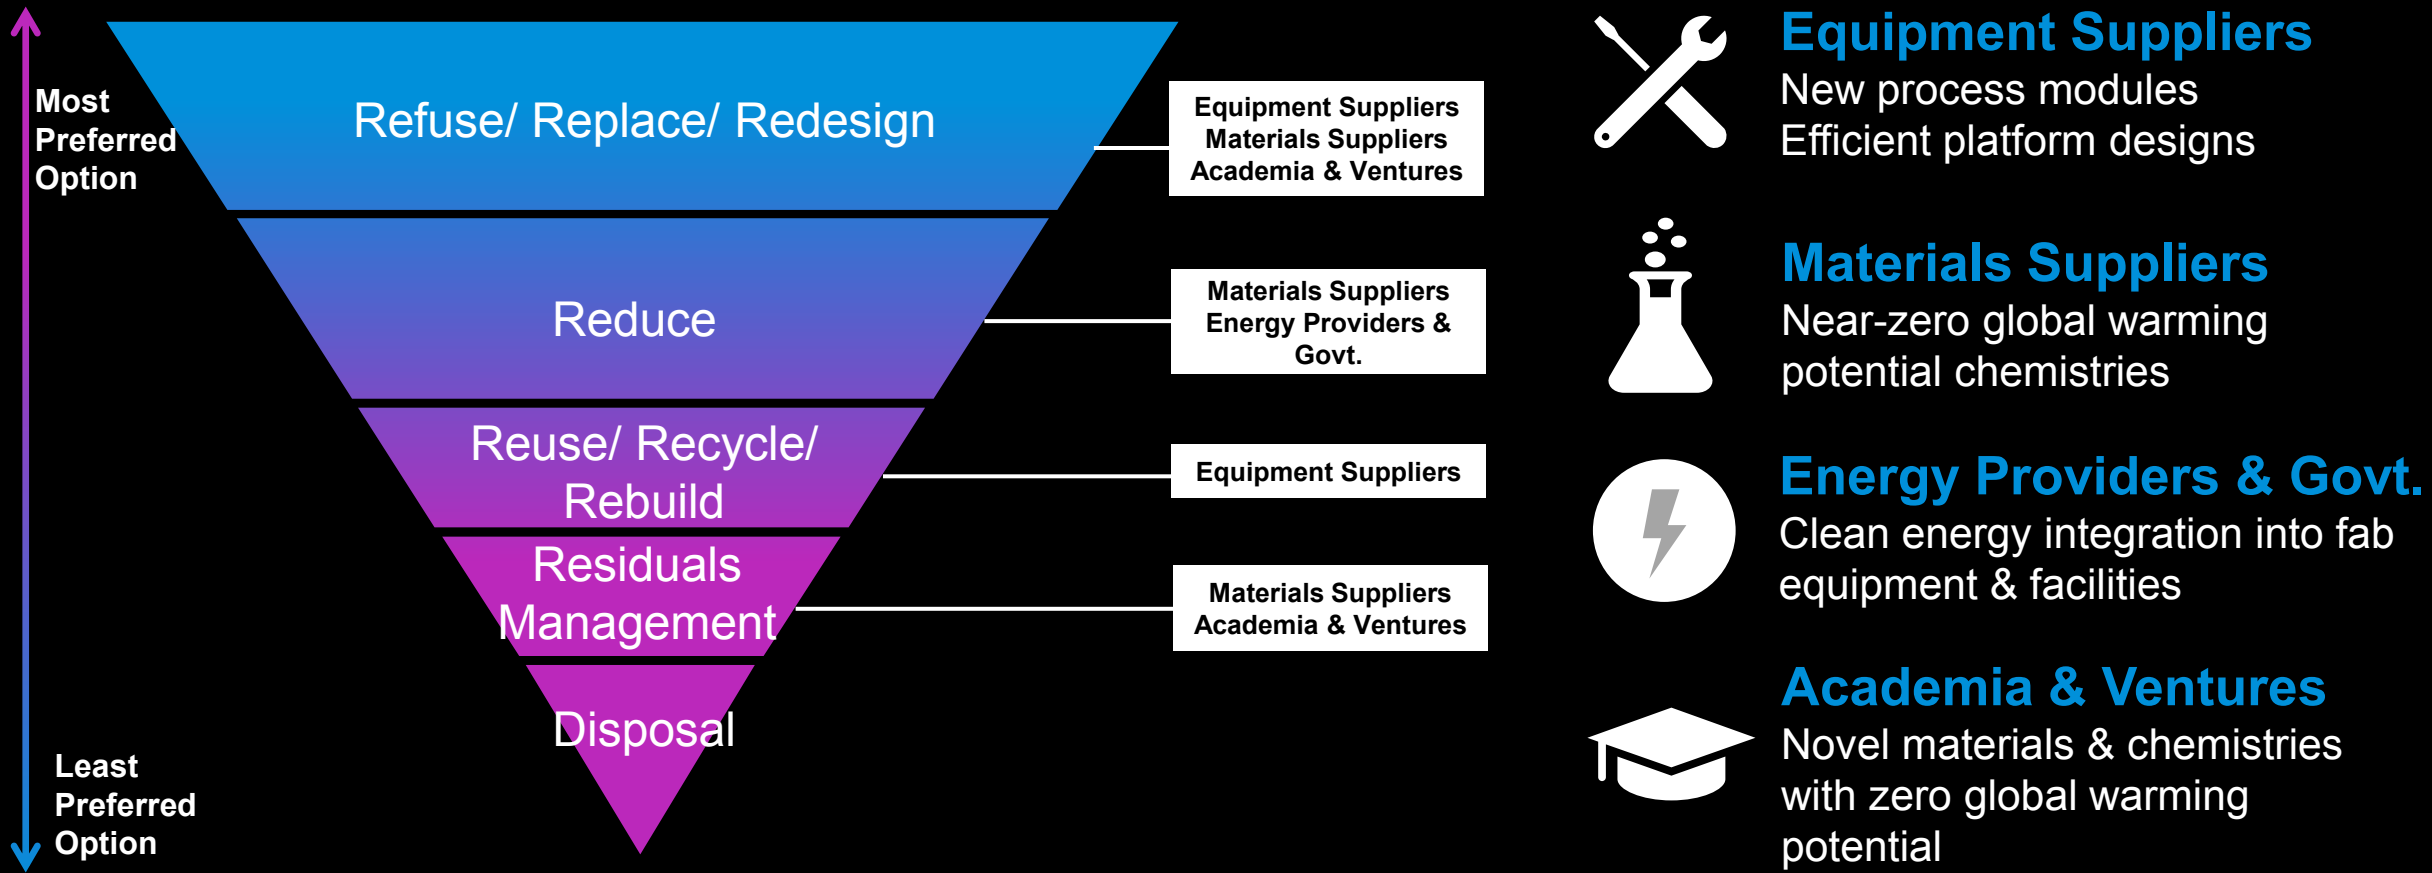 Most
Preferred
Option
Refuse/ Replace/ Redesign
Reduce
Reuse/ Recycle/
Rebuild
Residuals
Management
Disposal
Least
Preferred
Option
Equipment Suppliers
Materials Suppliers
Academia & Ventures
Materials Suppliers
Energy Providers &
Govt.
Equipment Suppliers
Materials Suppliers
Academia & Ventures
Equipment Suppliers
New process modules
Efficient platform designs
Materials Suppliers
Near-zero global warming
potential chemistries
Energy Providers & Govt.
Clean energy integration into fab
equipment & facilities
Academia & Ventures
Novel materials & chemistries
with zero global warming
potential